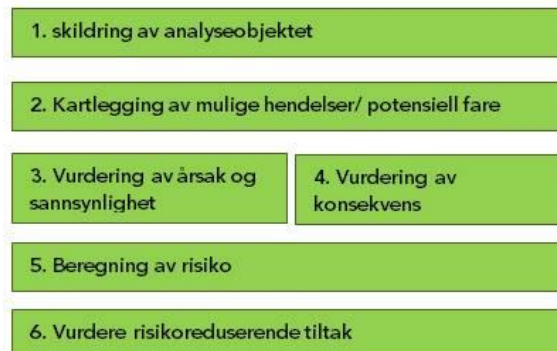 1. skildring av analyseobjektet
2. Kartlegging av mulige hendelser/ potensiell fare
3. Vurdering av årsak og
sannsynlighet
4. Vurdering av
konsekvens
5. Beregning av risiko
6. Vurdere risikoreduserende tiltak